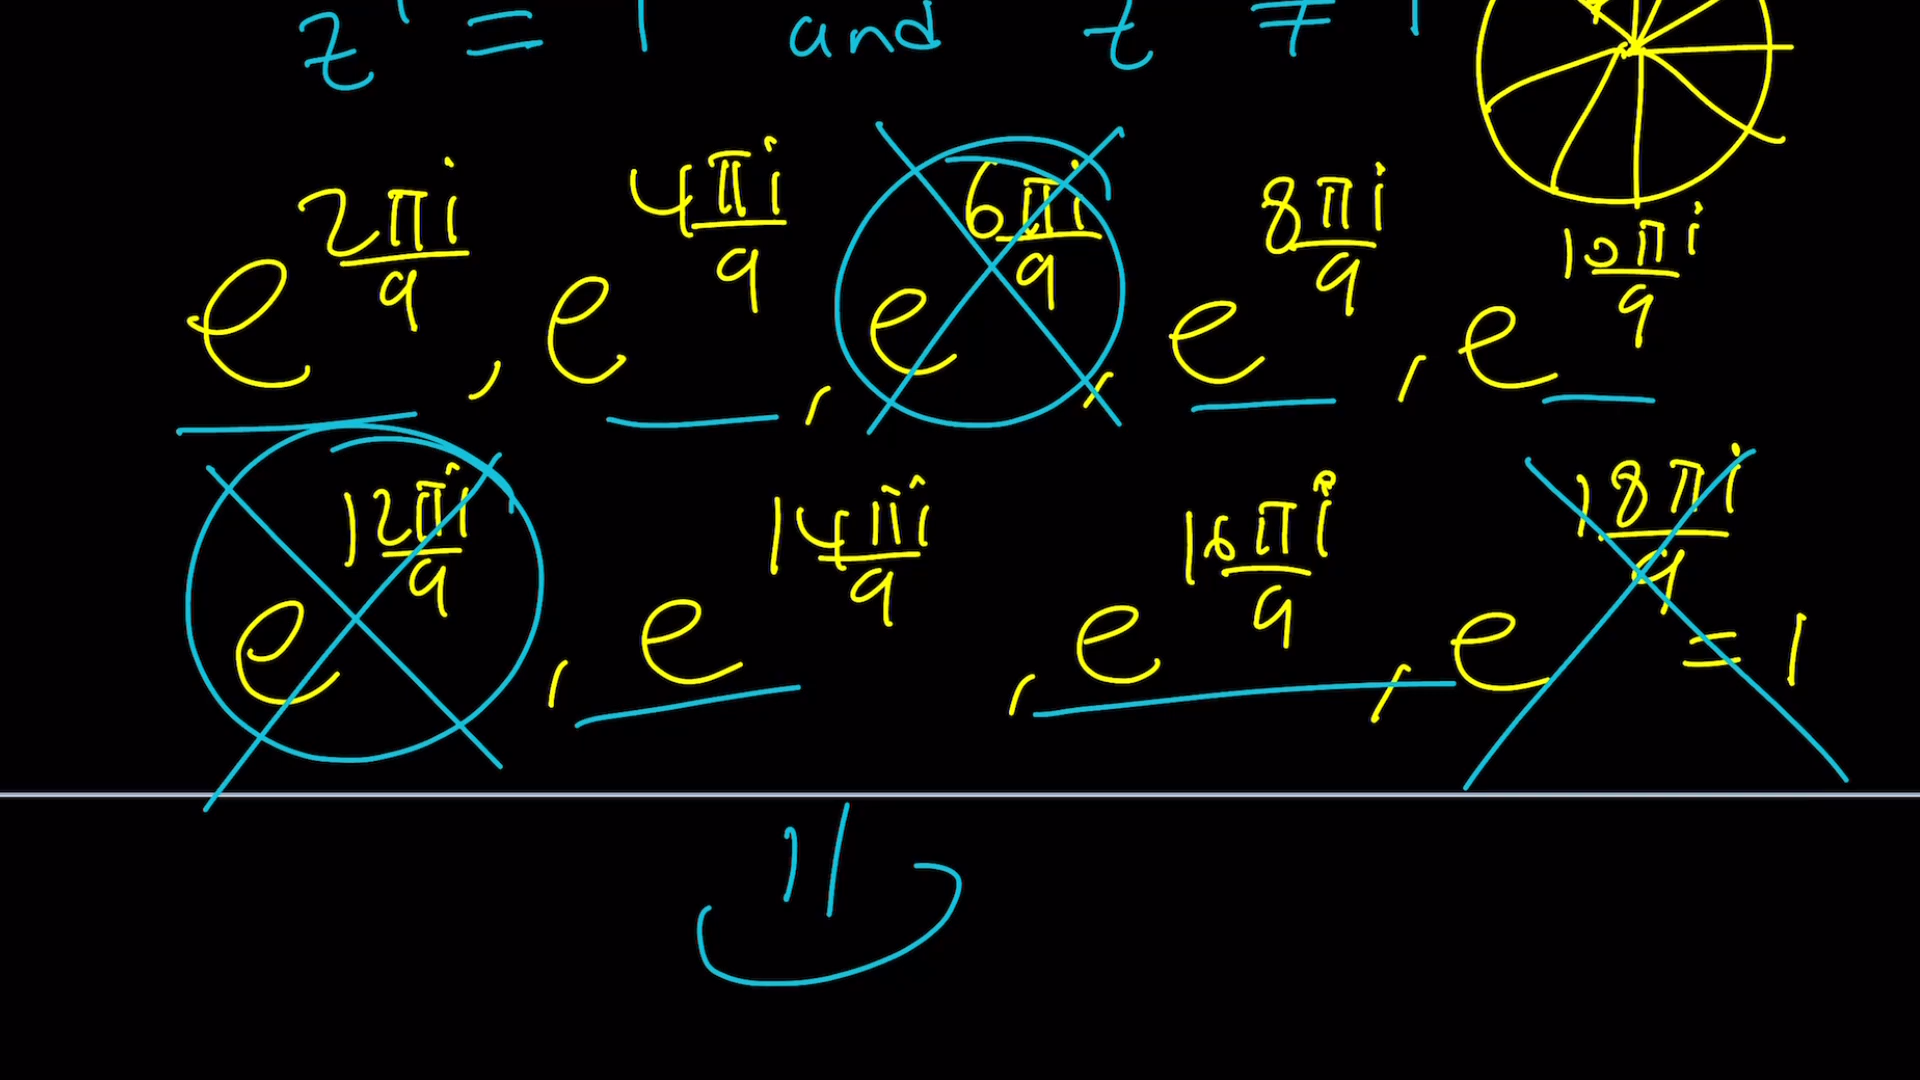 z⁹ = 1 and z ≠ 1
e^(2πi/9), e^(4πi/9), e^(6πi/9), e^(8πi/9), e^(10πi/9)
e^(12πi/9), e^(14πi/9), e^(16πi/9), e^(18πi/9) = 1